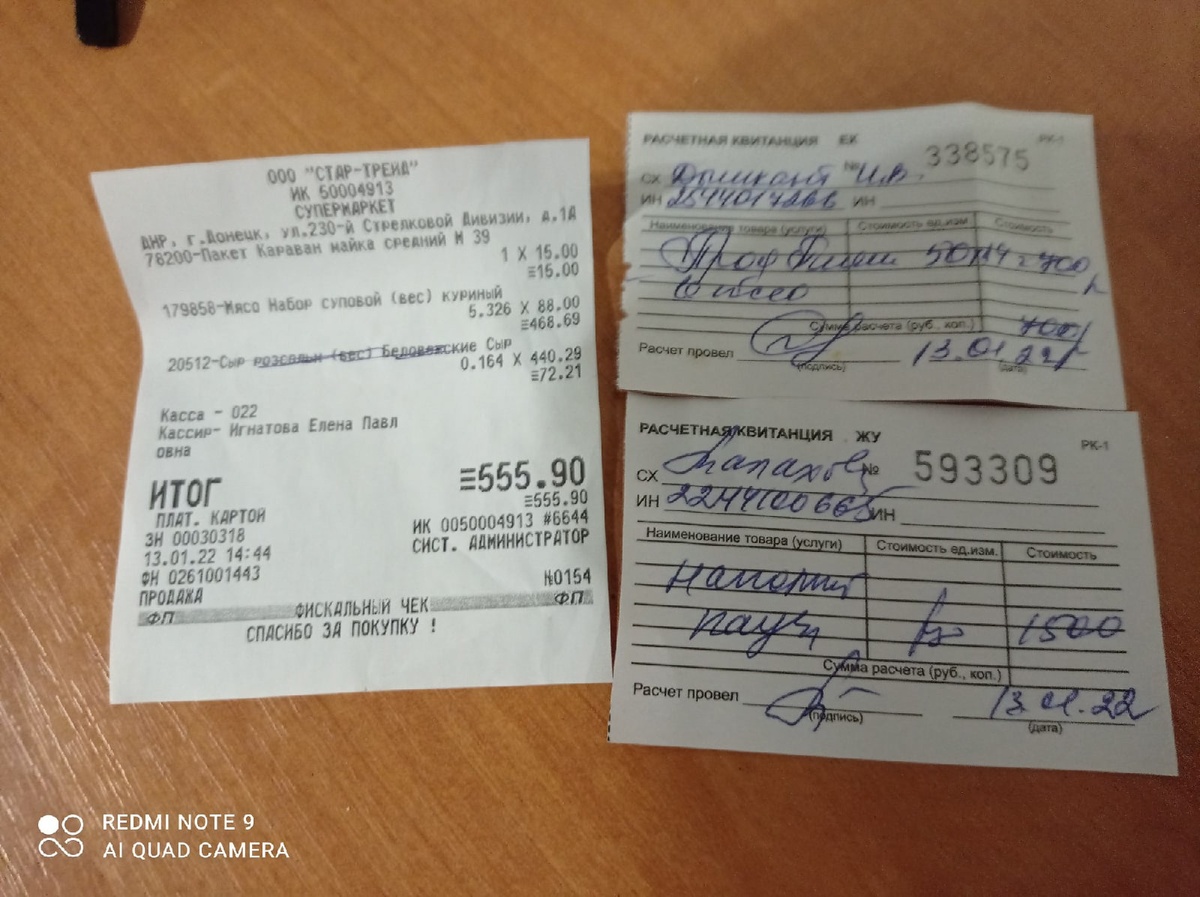 ООО "СТАР-ТРЕЙД"
ИК 50004913
СУПЕРМАРКЕТ
ДНР, г.Донецк, ул.230-й Стрелковой Дивизии, д.1А
78200-Пакет Караван майка средний М 39
1 X 15.00
≡15.00
179858-Мясо Набор суповой (вес) куриный
5.326 X 88.00
≡468.69
20512-Сыр (вес) Беловежские Сыр
0.164 X 440.29
≡72.21
Касса - 022
Кассир- Игнатова Елена Павл
овна
ИТОГ ≡555.90
ПЛАТ. КАРТОЙ ≡555.90
ЗН 00030318 ИК 0050004913 #6644
13.01.22 14:44 СИСТ. АДМИНИСТРАТОР
ФН 0261001443
ПРОДАЖА №0154
ФП ФИСКАЛЬНЫЙ ЧЕК ФП
СПАСИБО ЗА ПОКУПКУ !
РАСЧЕТНАЯ КВИТАНЦИЯ ЕК РК-1
СХ И.В. № 338575
ИН ИН
Наименование товара (услуги) Стоимость ед.изм. Стоимость
50х14=700
Сумма расчета (руб., коп.) 700
Расчет провел 13.01.22г
(подпись) (дата)
РАСЧЕТНАЯ КВИТАНЦИЯ ЖУ РК-1
СХ № 593309
ИН 2244100665 ИН
Наименование товара (услуги) Стоимость ед.изм. Стоимость
1500
Сумма расчета (руб., коп.)
Расчет провел 13.01.22
(подпись) (дата)
REDMI NOTE 9
AI QUAD CAMERA